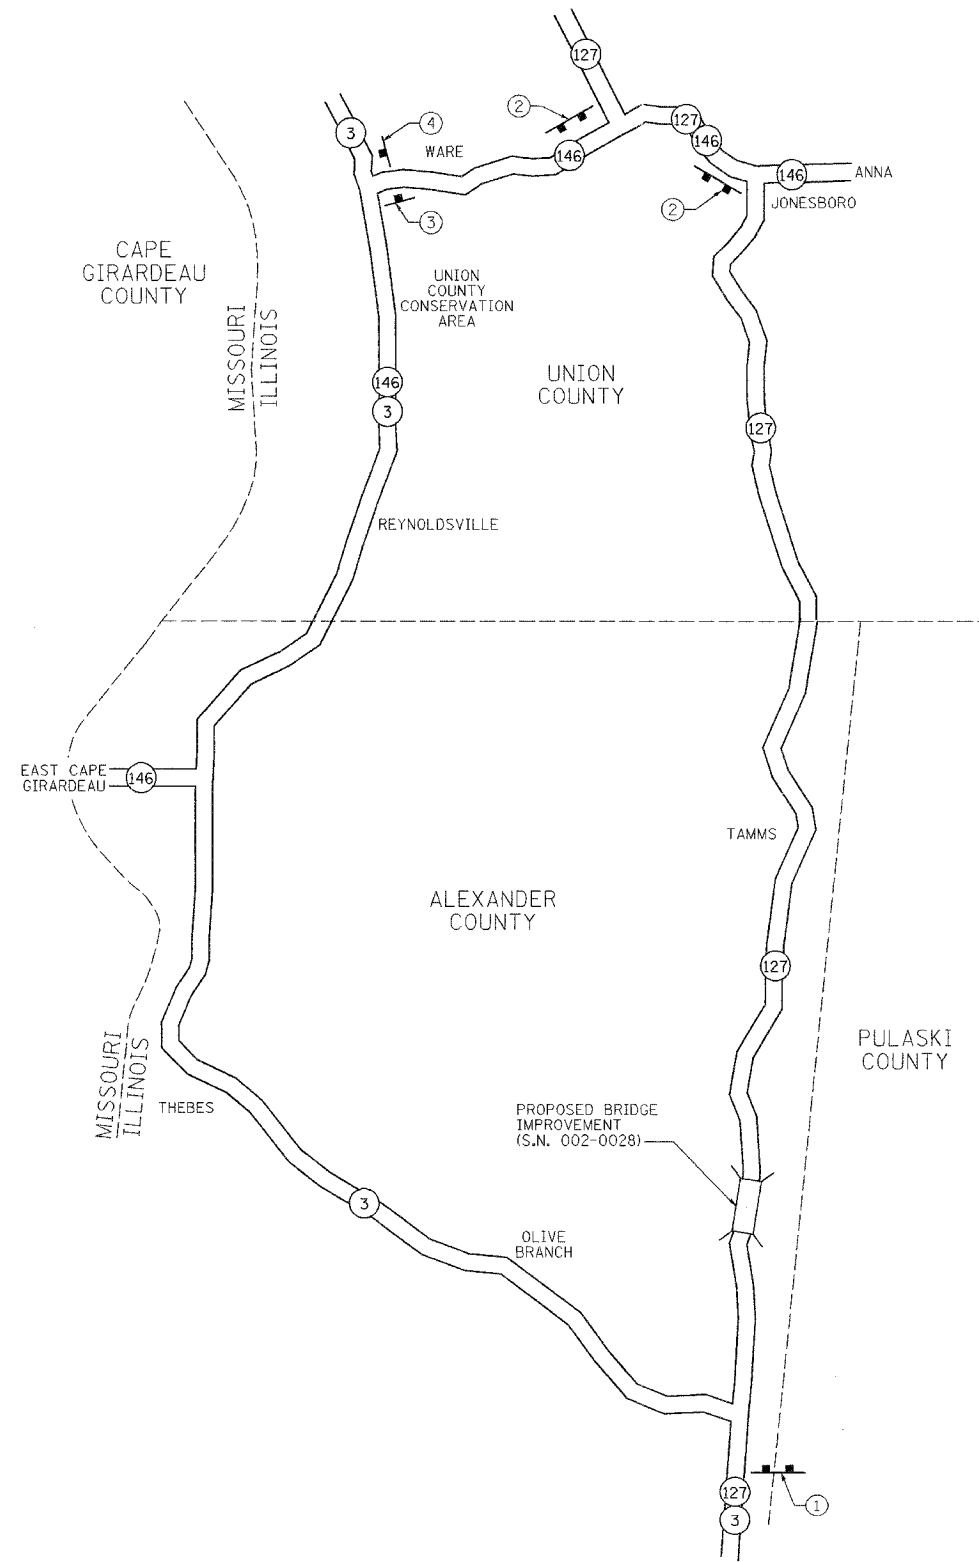 127
2
3
4
WARE
127
146
146
146
ANNA
JONESBORO
2
3
CAPE
GIRARDEAU
COUNTY
UNION
COUNTY
CONSERVATION
AREA
MISSOURI
ILLINOIS
UNION
COUNTY
146
3
127
REYNOLDSVILLE
EAST CAPE
GIRARDEAU
146
TAMMS
ALEXANDER
COUNTY
127
MISSOURI
ILLINOIS
PULASKI
COUNTY
THEBES
PROPOSED BRIDGE
IMPROVEMENT
(S.N. 002-0028)
3
OLIVE
BRANCH
127
3
1